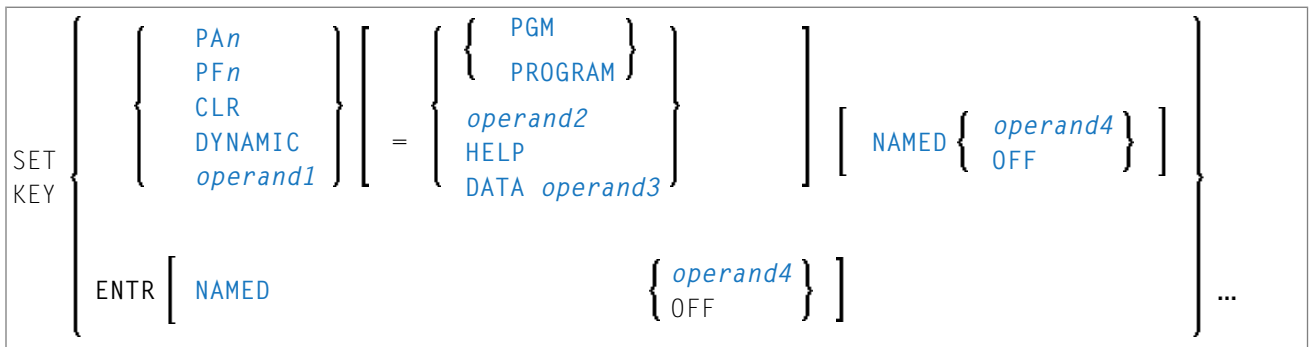 PGM
PAn
PFn PROGRAM
CLR operand2
DYNAMIC = HELP NAMED operand4
operand1 DATA operand3 OFF
SET
KEY
ENTR NAMED operand4
OFF ...